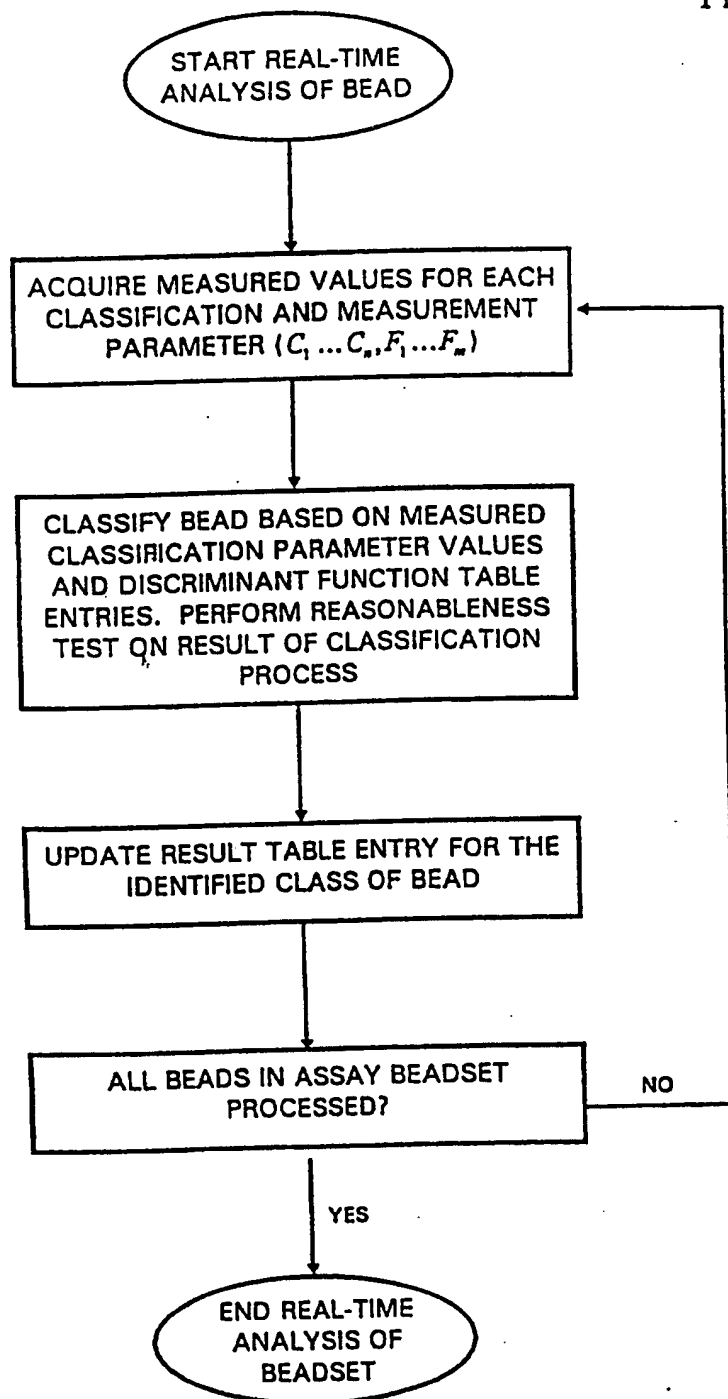 START REAL-TIME
ANALYSIS OF BEAD
ACQUIRE MEASURED VALUES FOR EACH
CLASSIFICATION AND MEASUREMENT
PARAMETER (C₁ ... Cₙ, F₁ ... Fₘ)
CLASSIFY BEAD BASED ON MEASURED
CLASSIFICATION PARAMETER VALUES
AND DISCRIMINANT FUNCTION TABLE
ENTRIES. PERFORM REASONABLENESS
TEST ON RESULT OF CLASSIFICATION
PROCESS
UPDATE RESULT TABLE ENTRY FOR THE
IDENTIFIED CLASS OF BEAD
ALL BEADS IN ASSAY BEADSET
PROCESSED?
NO
YES
END REAL-TIME
ANALYSIS OF
BEADSET